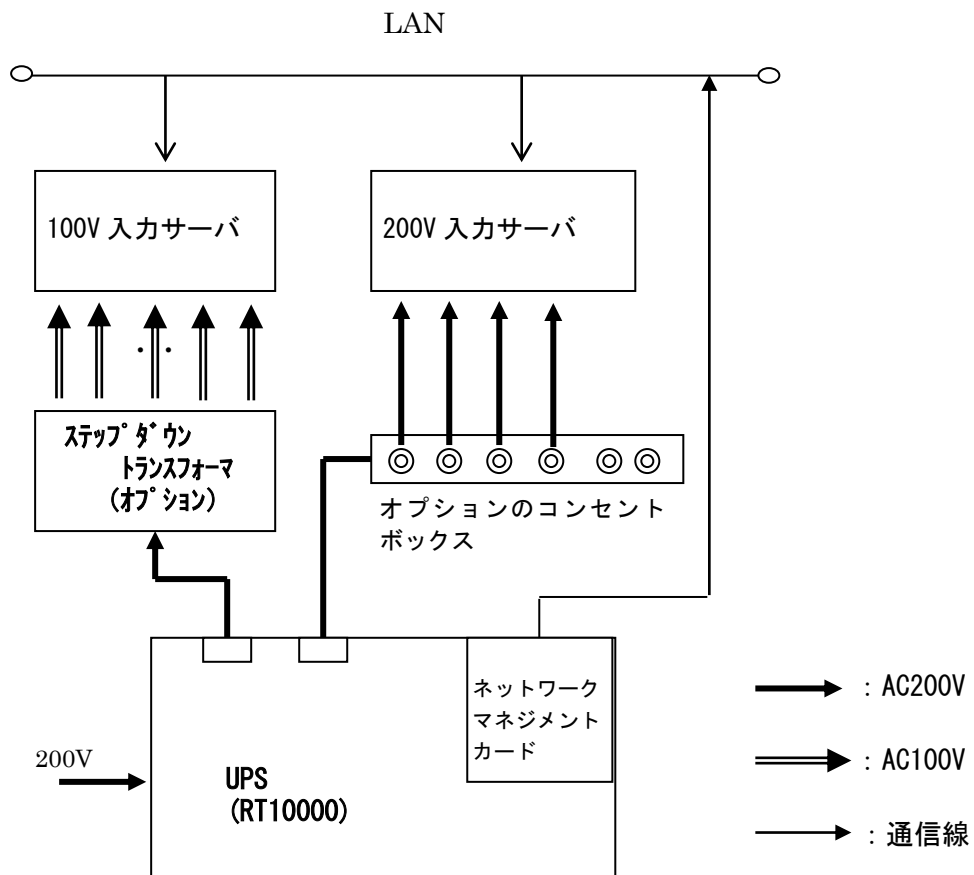 LAN
100V 入力サーバ
200V 入力サーバ
ステップダウン
トランスフォーマ
(オプション)
オプションのコンセント
ボックス
ネットワーク
マネジメント
カード
200V
UPS
(RT10000)
: AC200V
: AC100V
: 通信線